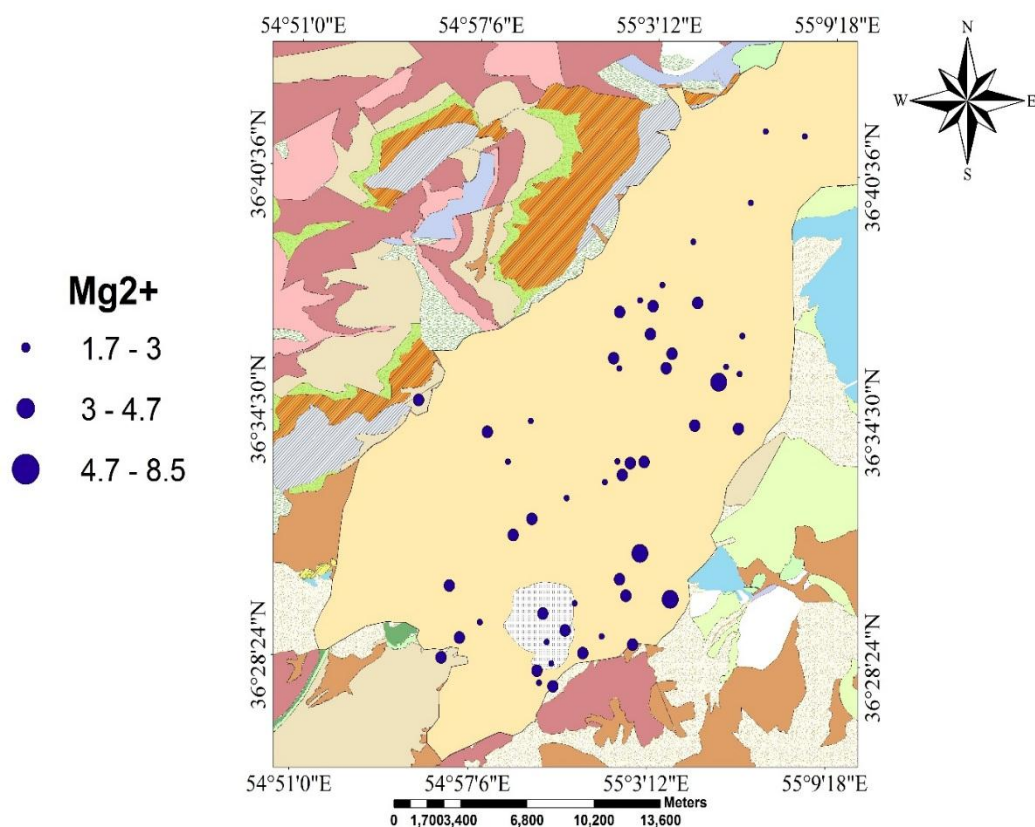 54°51'0"E 54°57'6"E 55°3'12"E 55°9'18"E
N
W E
S
36°40'36"N 36°40'36"N
Mg2+
1.7 - 3
3 - 4.7
4.7 - 8.5
36°34'30"N 36°34'30"N
36°28'24"N 36°28'24"N
54°51'0"E 54°57'6"E 55°3'12"E 55°9'18"E
Meters
0 1,700 3,400 6,800 10,200 13,600